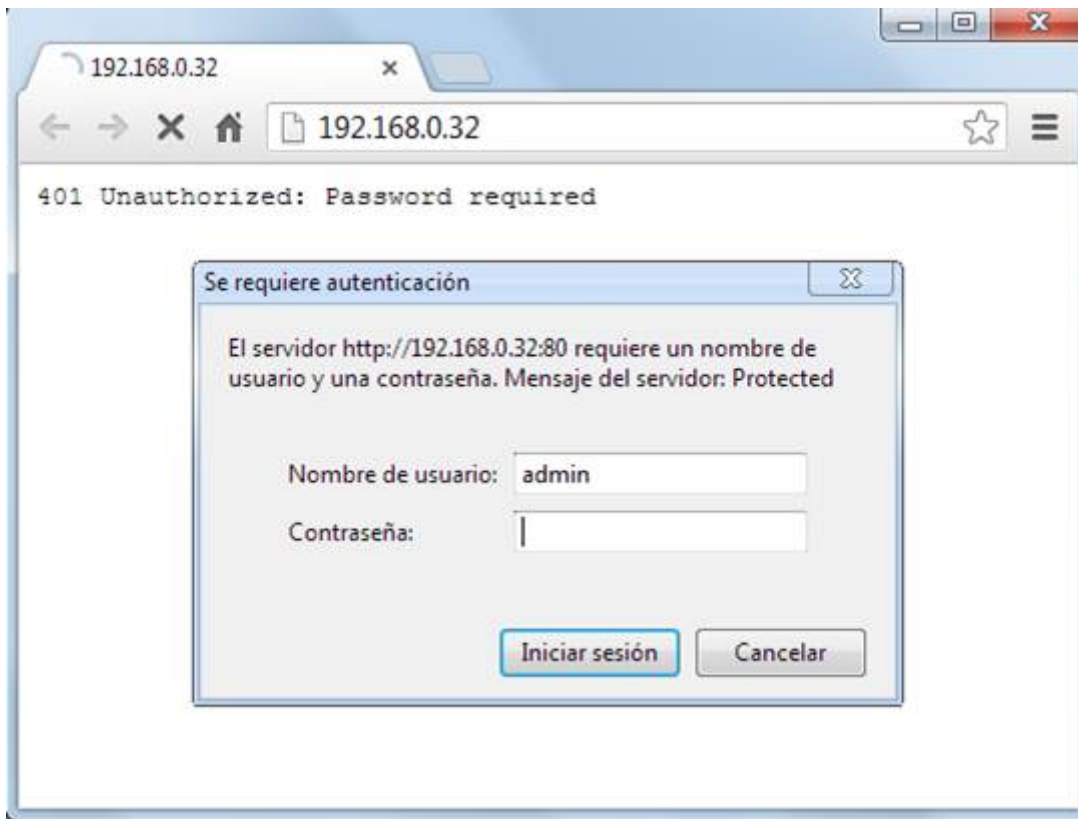 192.168.0.32
192.168.0.32
401 Unauthorized: Password required
Se requiere autenticación
El servidor http://192.168.0.32:80 requiere un nombre de
usuario y una contraseña. Mensaje del servidor: Protected
Nombre de usuario: admin
Contraseña:
Iniciar sesión Cancelar